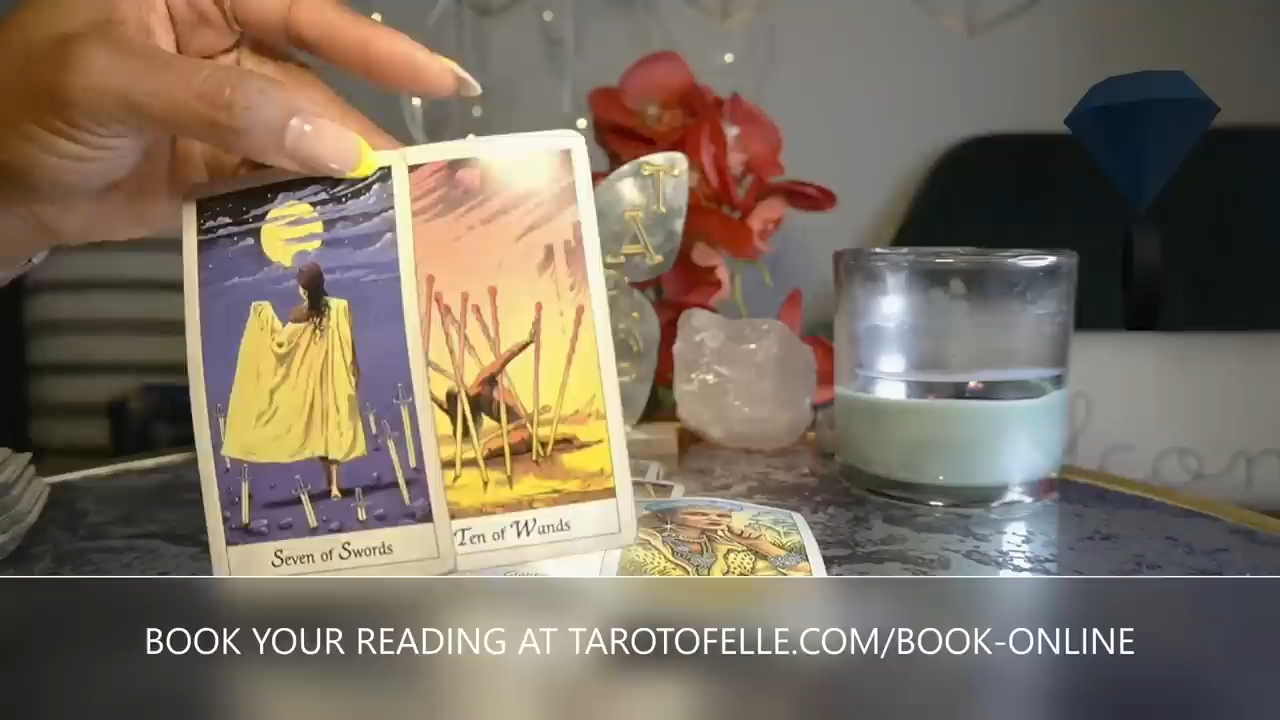 T
A
Seven of Swords
Ten of Wands
BOOK YOUR READING AT TAROTOFELLE.COM/BOOK-ONLINE